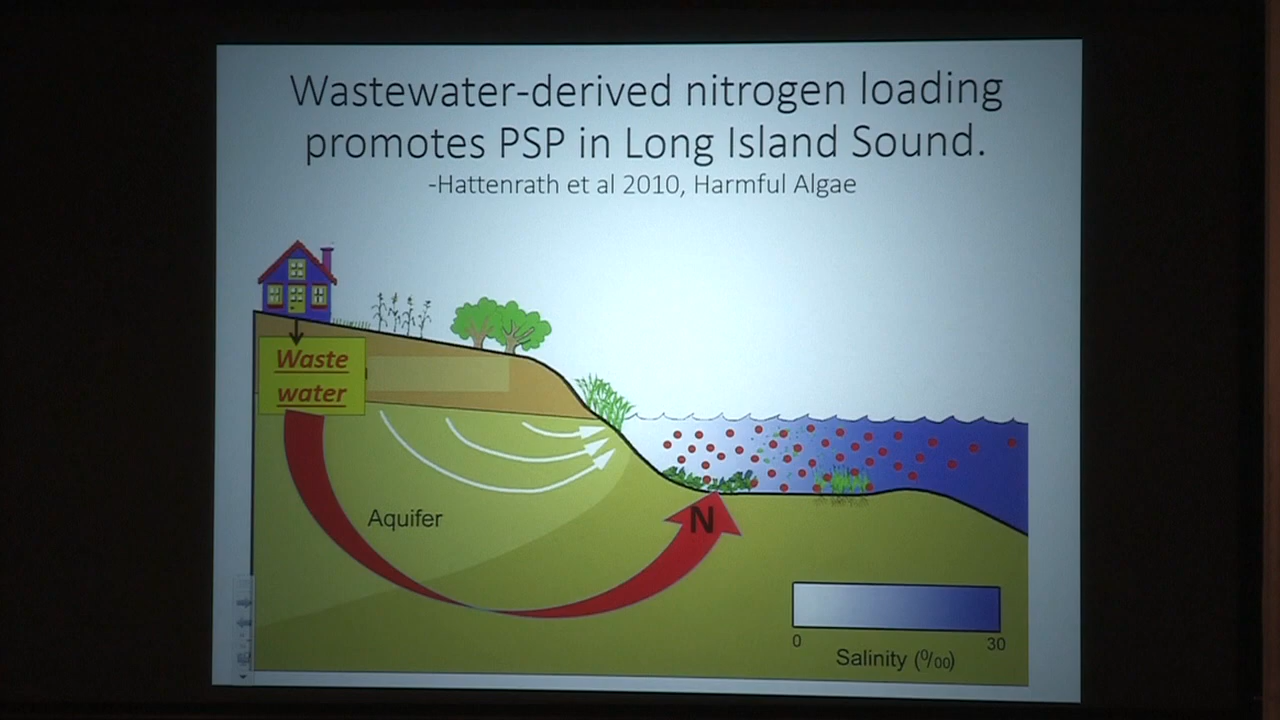 Wastewater-derived nitrogen loading
promotes PSP in Long Island Sound.
-Hattenrath et al 2010, Harmful Algae
Waste
water
Aquifer
N
0
30
Salinity (‰)